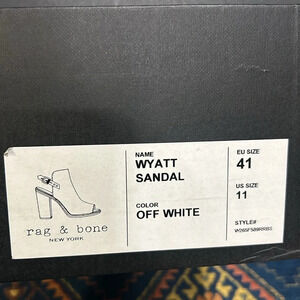 rag & bone
NEW YORK
NAME
WYATT
SANDAL
COLOR
OFF WHITE
EU SIZE
41
US SIZE
11
STYLE#